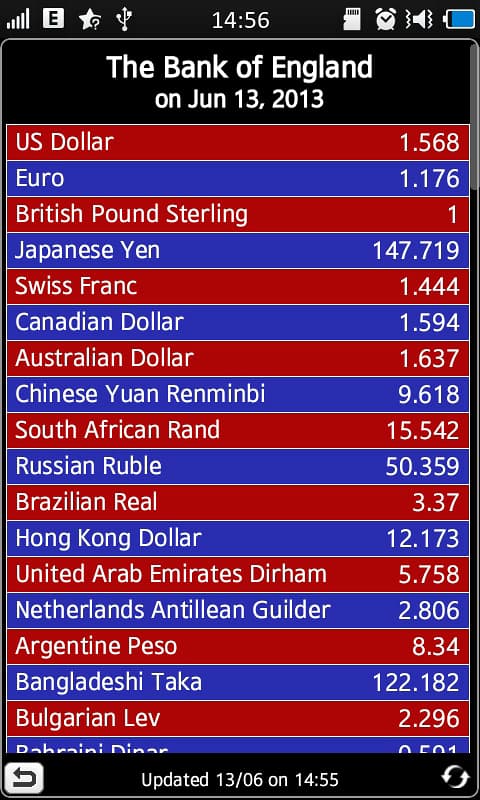 E 14:56
The Bank of England
on Jun 13, 2013
US Dollar 1.568
Euro 1.176
British Pound Sterling 1
Japanese Yen 147.719
Swiss Franc 1.444
Canadian Dollar 1.594
Australian Dollar 1.637
Chinese Yuan Renminbi 9.618
South African Rand 15.542
Russian Ruble 50.359
Brazilian Real 3.37
Hong Kong Dollar 12.173
United Arab Emirates Dirham 5.758
Netherlands Antillean Guilder 2.806
Argentine Peso 8.34
Bangladeshi Taka 122.182
Bulgarian Lev 2.296
Bahraini Dinar 0.591
Updated 13/06 on 14:55